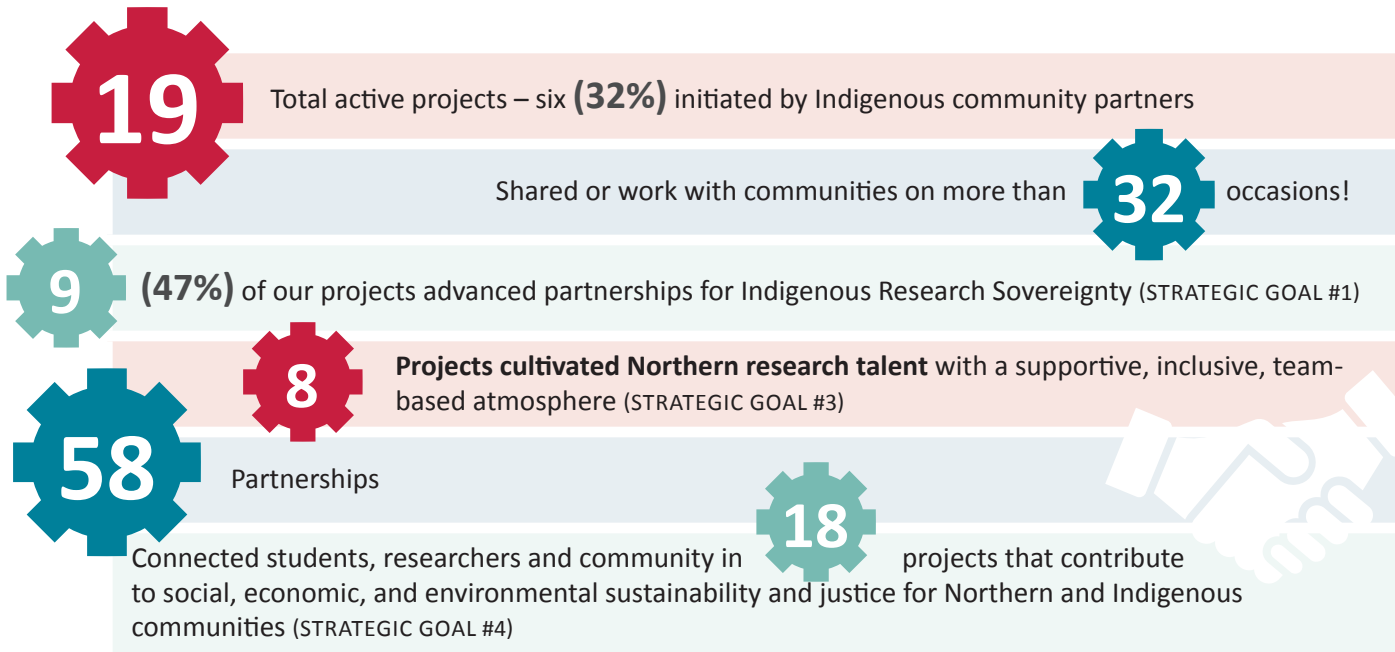 19 Total active projects – six (32%) initiated by Indigenous community partners
Shared or work with communities on more than 32 occasions!
9 (47%) of our projects advanced partnerships for Indigenous Research Sovereignty (STRATEGIC GOAL #1)
8 Projects cultivated Northern research talent with a supportive, inclusive, team-
based atmosphere (STRATEGIC GOAL #3)
58 Partnerships
Connected students, researchers and community in 18 projects that contribute
to social, economic, and environmental sustainability and justice for Northern and Indigenous
communities (STRATEGIC GOAL #4)